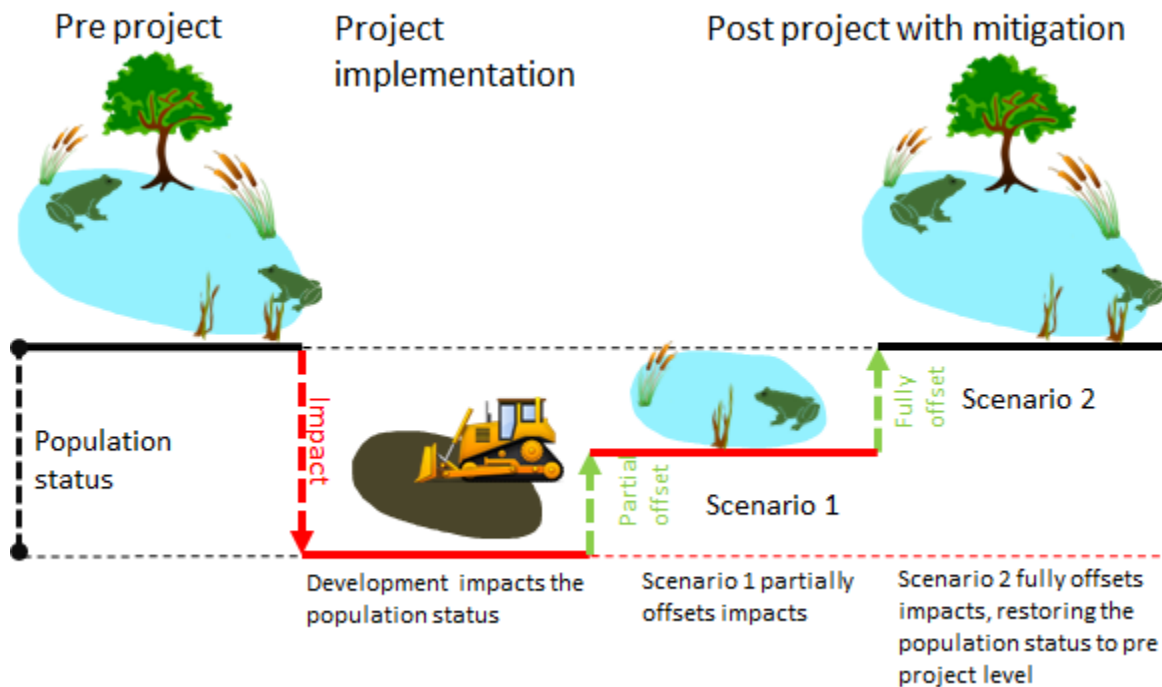 Pre project
Project
implementation
Post project with mitigation
Population
status
Impact
Partial
offset
Scenario 1
Fully
offset
Scenario 2
Development impacts the
population status
Scenario 1 partially
offsets impacts
Scenario 2 fully offsets
impacts, restoring the
population status to pre
project level